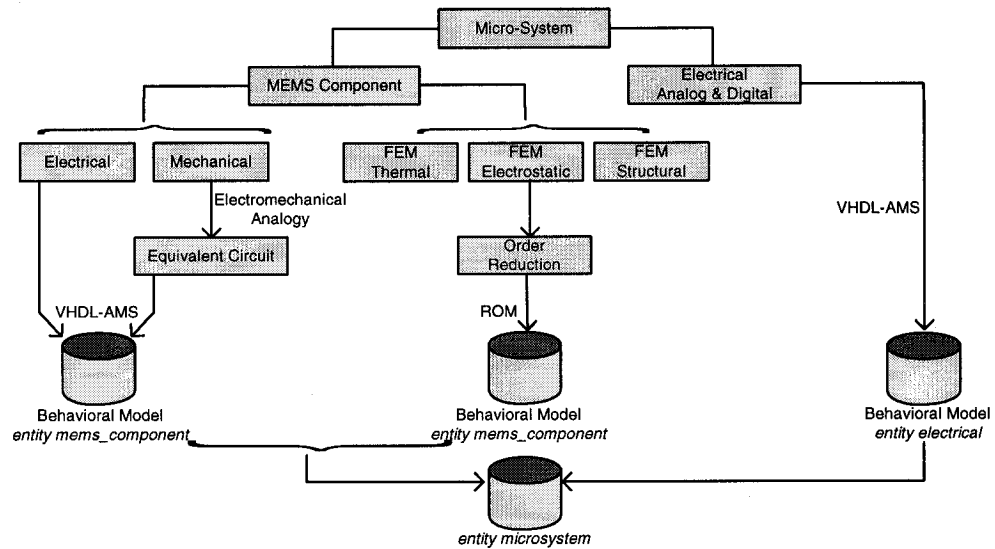 Micro-System
MEMS Component
Electrical
Analog & Digital
Electrical
Mechanical
FEM
Thermal
FEM
Electrostatic
FEM
Structural
Electromechanical
Analogy
VHDL-AMS
Equivalent Circuit
Order
Reduction
VHDL-AMS
ROM
Behavioral Model
entity mems_component
Behavioral Model
entity mems_component
Behavioral Model
entity electrical
entity microsystem